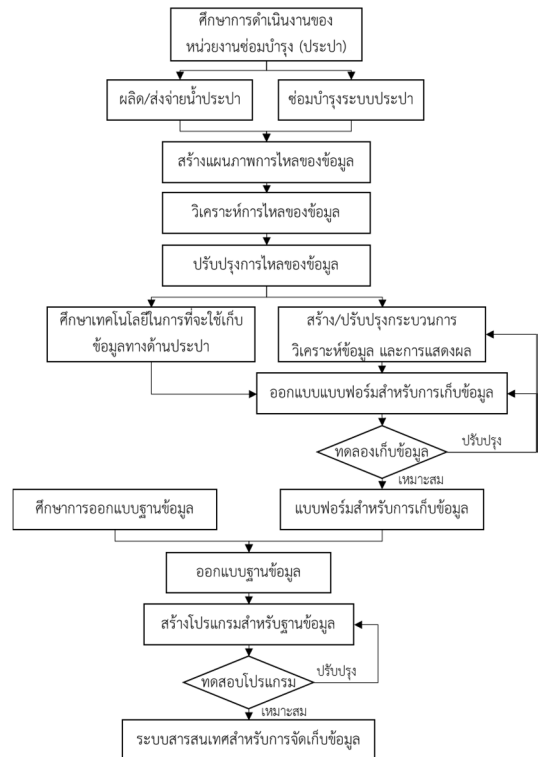 ศึกษาการดำเนินงานของ
หน่วยงานซ่อมบำรุง (ประปา)
ผลิต/ส่งจ่ายน้ำประปา
ซ่อมบำรุงระบบประปา
สร้างแผนภาพการไหลของข้อมูล
วิเคราะห์การไหลของข้อมูล
ปรับปรุงการไหลของข้อมูล
ศึกษาเทคโนโลยีในการที่จะใช้เก็บ
ข้อมูลทางด้านประปา
สร้าง/ปรับปรุงกระบวนการ
วิเคราะห์ข้อมูล และการแสดงผล
ออกแบบแบบฟอร์มสำหรับการเก็บข้อมูล
ทดลองเก็บข้อมูล
ปรับปรุง
เหมาะสม
ศึกษาการออกแบบฐานข้อมูล
แบบฟอร์มสำหรับการเก็บข้อมูล
ออกแบบฐานข้อมูล
สร้างโปรแกรมสำหรับฐานข้อมูล
ทดสอบโปรแกรม
ปรับปรุง
เหมาะสม
ระบบสารสนเทศสำหรับการจัดเก็บข้อมูล